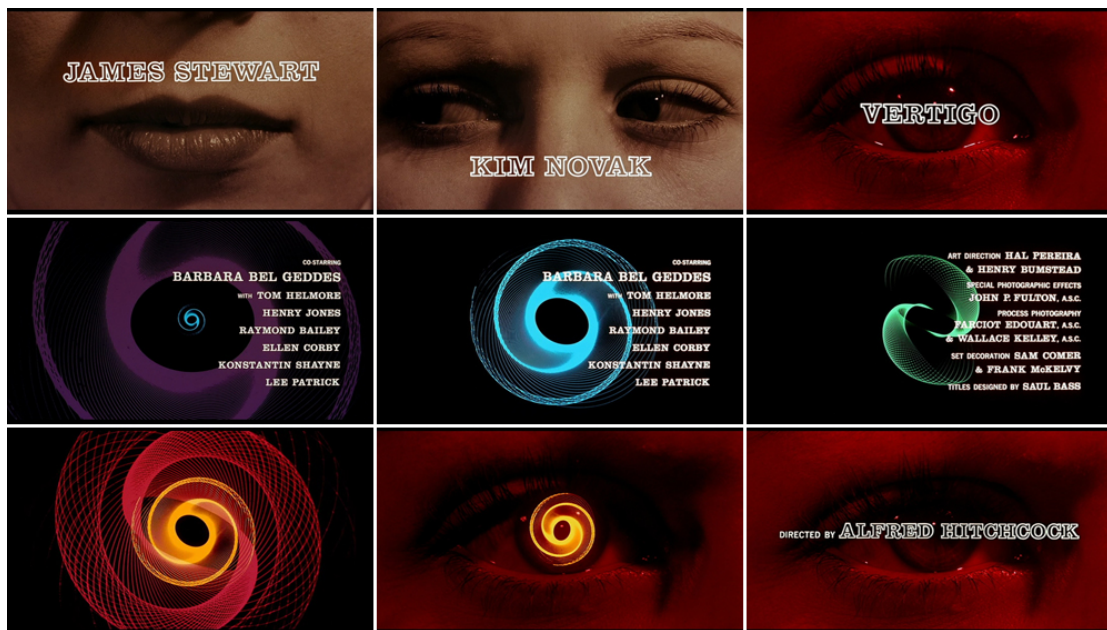 JAMES STEWART
KIM NOVAK
VERTIGO
CO-STARRING
BARBARA BEL GEDDES
WITH TOM HELMORE
HENRY JONES
RAYMOND BAILEY
ELLEN CORBY
KONSTANTIN SHAYNE
LEE PATRICK
CO-STARRING
BARBARA BEL GEDDES
WITH TOM HELMORE
HENRY JONES
RAYMOND BAILEY
ELLEN CORBY
KONSTANTIN SHAYNE
LEE PATRICK
ART DIRECTION HAL PEREIRA
& HENRY BUMSTEAD
SPECIAL PHOTOGRAPHIC EFFECTS
JOHN P. FULTON, A.S.C.
PROCESS PHOTOGRAPHY
FARCIOT EDOUART, A.S.C.
& WALLACE KELLEY, A.S.C.
SET DECORATION SAM COMER
& FRANK McKELVY
TITLES DESIGNED BY SAUL BASS
DIRECTED BY ALFRED HITCHCOCK